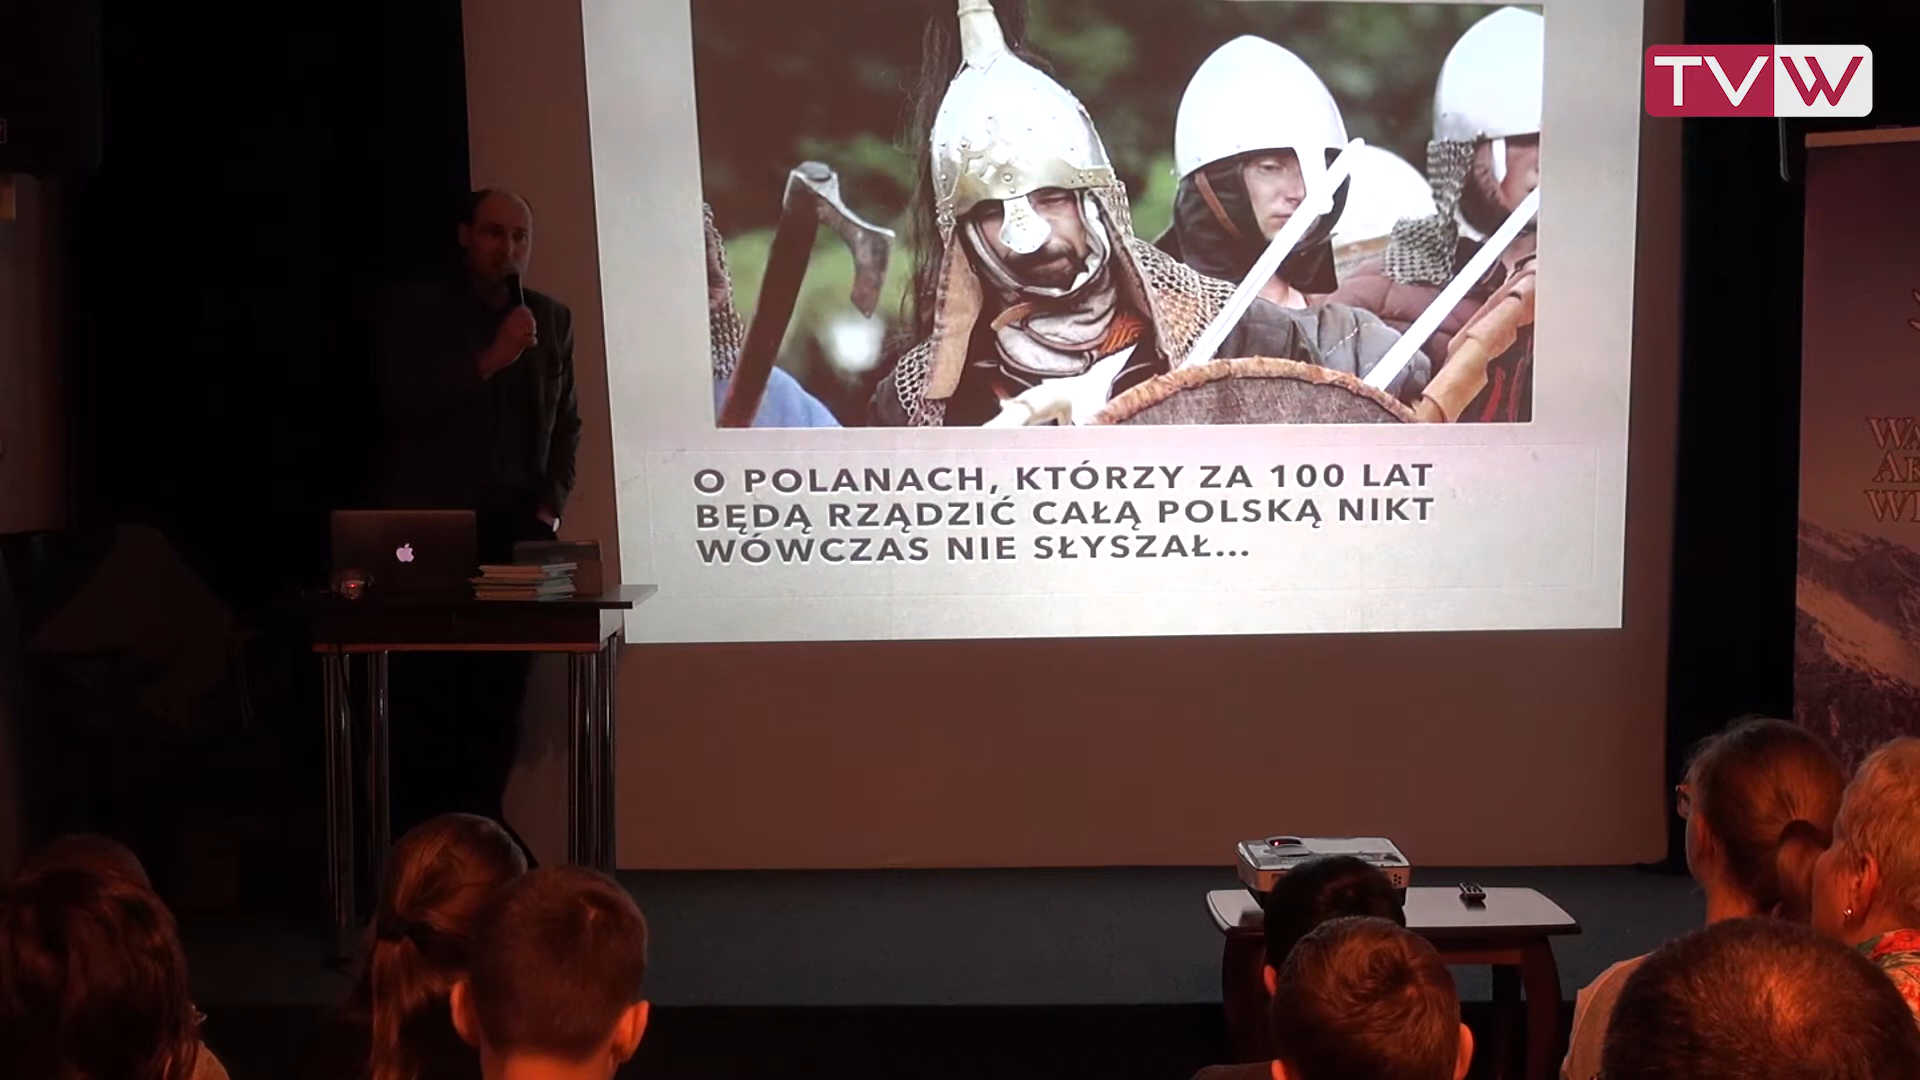 TVW
O POLANACH, KTÓRZY ZA 100 LAT
BĘDĄ RZĄDZIĆ CAŁĄ POLSKĄ NIKT
WÓWCZAS NIE SŁYSZAŁ...